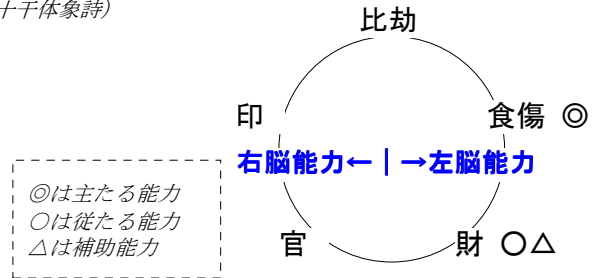 十干体象詩）
比劫
印
食傷 ◎
右脳能力←｜→左脳能力
◎は主たる能力
○は従たる能力
△は補助能力
官
財 ○△